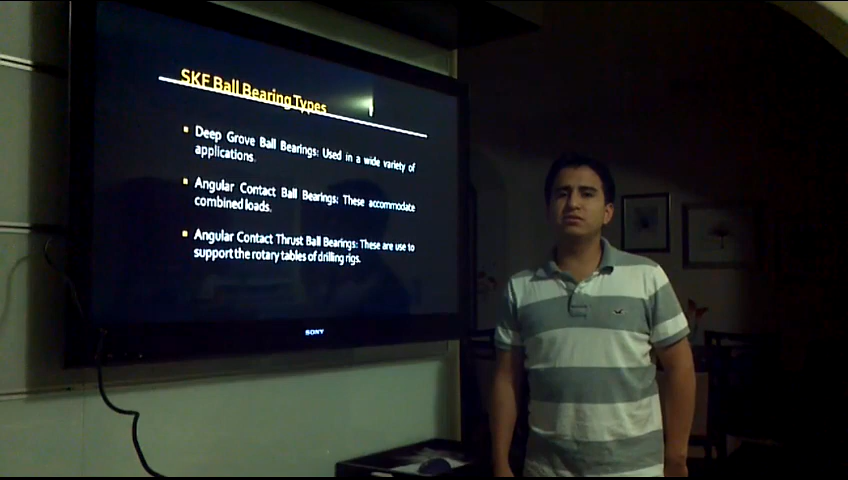 SKF Ball Bearing Types
▪ Deep Grove Ball Bearings: Used in a wide variety of
applications.
▪ Angular Contact Ball Bearings: These accommodate
combined loads.
▪ Angular Contact Thrust Ball Bearings: These are use to
support the rotary tables of drilling rigs.
SONY